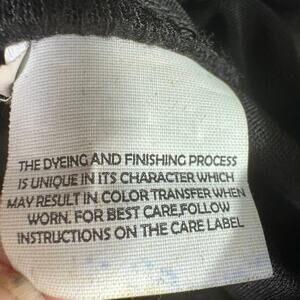 THE DYEING AND FINISHING PROCESS
IS UNIQUE IN ITS CHARACTER WHICH
MAY RESULT IN COLOR TRANSFER WHEN
WORN. FOR BEST CARE,FOLLOW
INSTRUCTIONS ON THE CARE LABEL